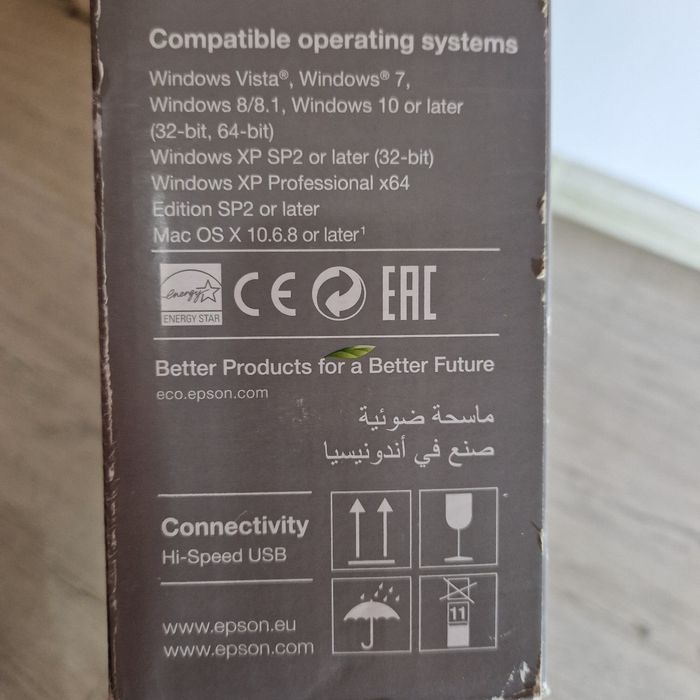 Compatible operating systems
Windows Vista®, Windows® 7,
Windows 8/8.1, Windows 10 or later
(32-bit, 64-bit)
Windows XP SP2 or later (32-bit)
Windows XP Professional x64
Edition SP2 or later
Mac OS X 10.6.8 or later¹
energy
ENERGY STAR
CE
EAC
Better Products for a Better Future
eco.epson.com
ماسحة ضوئية
صنع في أندونيسيا
Connectivity
Hi-Speed USB
11
www.epson.eu
www.epson.com